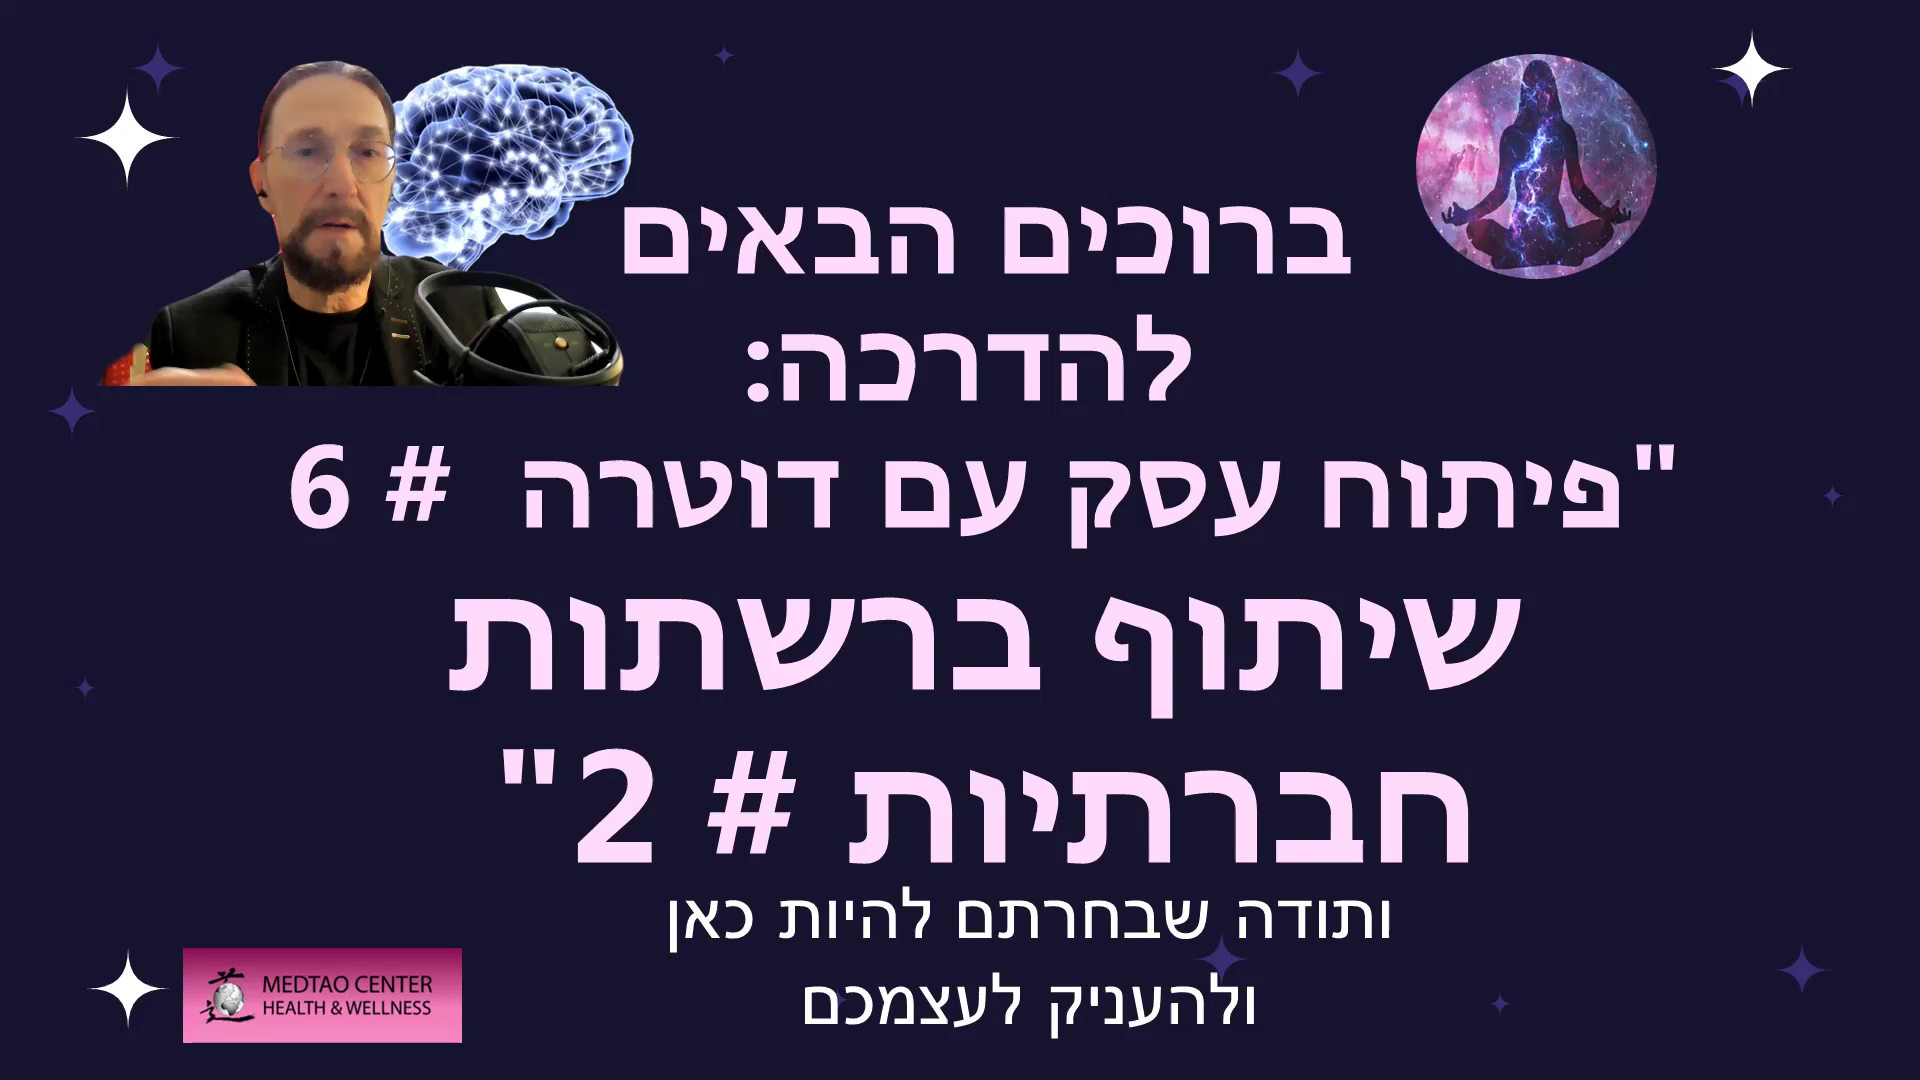 ברוכים הבאים
להדרכה:
"פיתוח עסק עם דוטרה # 6
שיתוף ברשתות
חברתיות # 2"
ותודה שבחרתם להיות כאן
ולהעניק לעצמכם
MEDTAO CENTER
HEALTH & WELLNESS